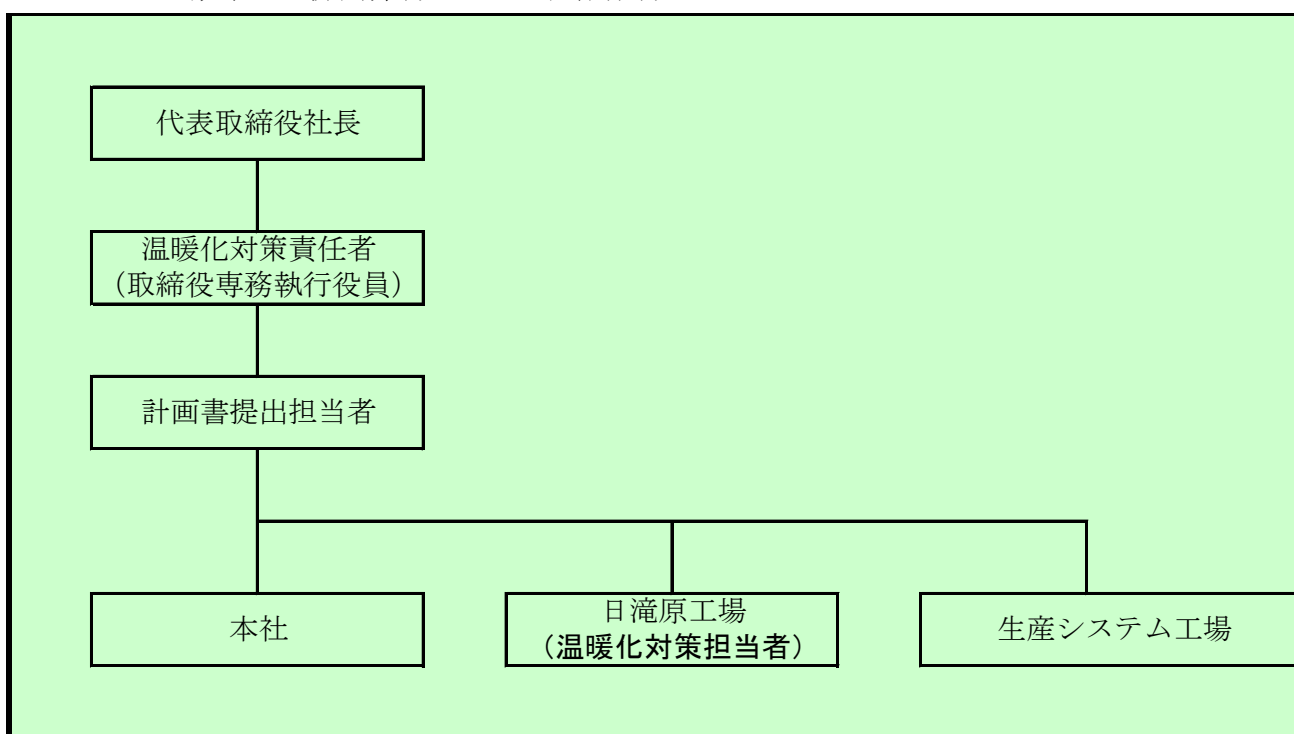 代表取締役社長
温暖化対策責任者
（取締役専務執行役員）
計画書提出担当者
本社
日滝原工場
（温暖化対策担当者）
生産システム工場